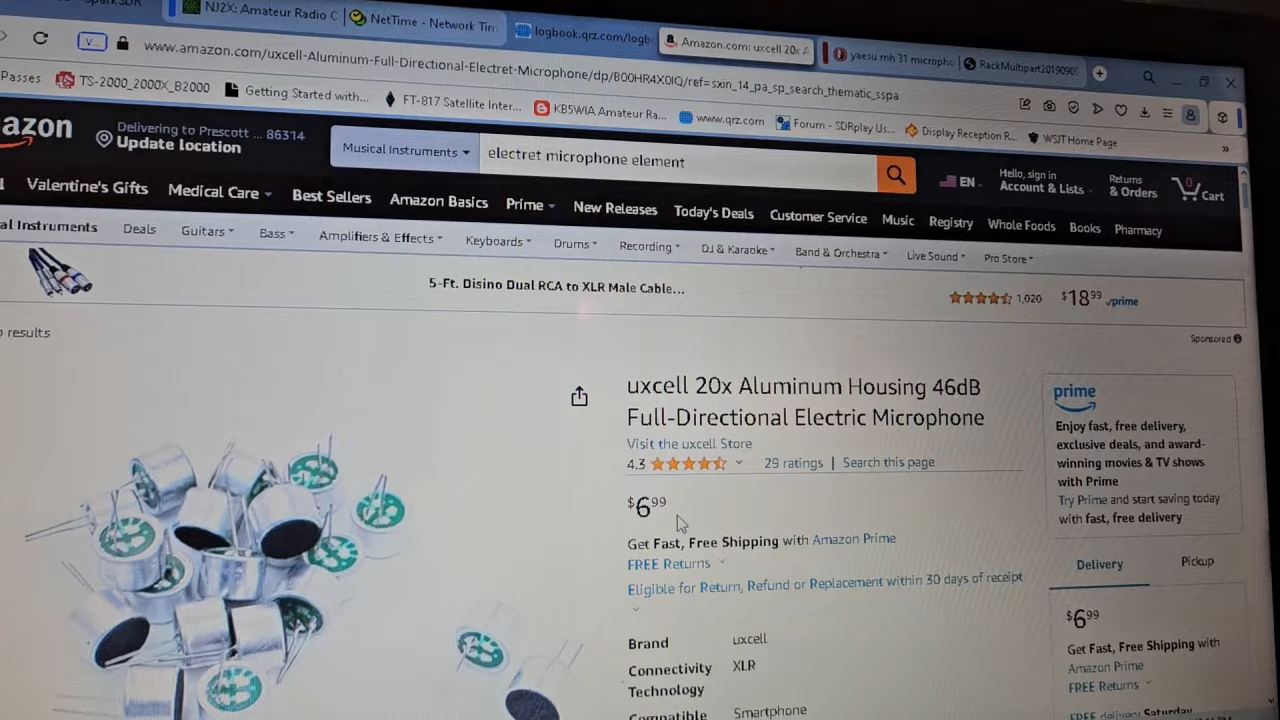 NJ2X: Amateur Radio C
NetTime - Network Tim
logbook.qrz.com/logb
Amazon.com: uxcell 20x A
yaesu mh 31 micropho
RackMultipart20190905
V...
www.amazon.com/uxcell-Aluminum-Full-Directional-Electret-Microphone/dp/B00HR4X0IQ/ref=sxin_14_pa_sp_search_thematic_sspa
Passes
TS-2000_2000X_B2000
Getting Started with...
FT-817 Satellite Inter...
KB5WIA Amateur Ra...
www.qrz.com
Forum - SDRplay Us...
Display Reception R...
WSJT Home Page
azon
Delivering to Prescott ... 86314
Update location
Musical Instruments
electret microphone element
EN
Hello, sign in
Account & Lists
Returns
& Orders
0
Cart
Valentine's Gifts
Medical Care
Best Sellers
Amazon Basics
Prime
New Releases
Today's Deals
Customer Service
Music
Registry
Whole Foods
Books
Pharmacy
al Instruments
Deals
Guitars
Bass
Amplifiers & Effects
Keyboards
Drums
Recording
DJ & Karaoke
Band & Orchestra
Live Sound
Pro Store
5-Ft. Disino Dual RCA to XLR Male Cable...
1,020
$18 99
prime
results
Sponsored
uxcell 20x Aluminum Housing 46dB
Full-Directional Electric Microphone
Visit the uxcell Store
4.3
29 ratings | Search this page
$6 99
Get Fast, Free Shipping with Amazon Prime
FREE Returns
Eligible for Return, Refund or Replacement within 30 days of receipt
Brand uxcell
Connectivity XLR
Technology
Compatible Smartphone
prime
Enjoy fast, free delivery,
exclusive deals, and award-
winning movies & TV shows
with Prime
Try Prime and start saving today
with fast, free delivery
Delivery
Pickup
$6 99
Get Fast, Free Shipping with
Amazon Prime
FREE Returns
FREE delivery Saturday